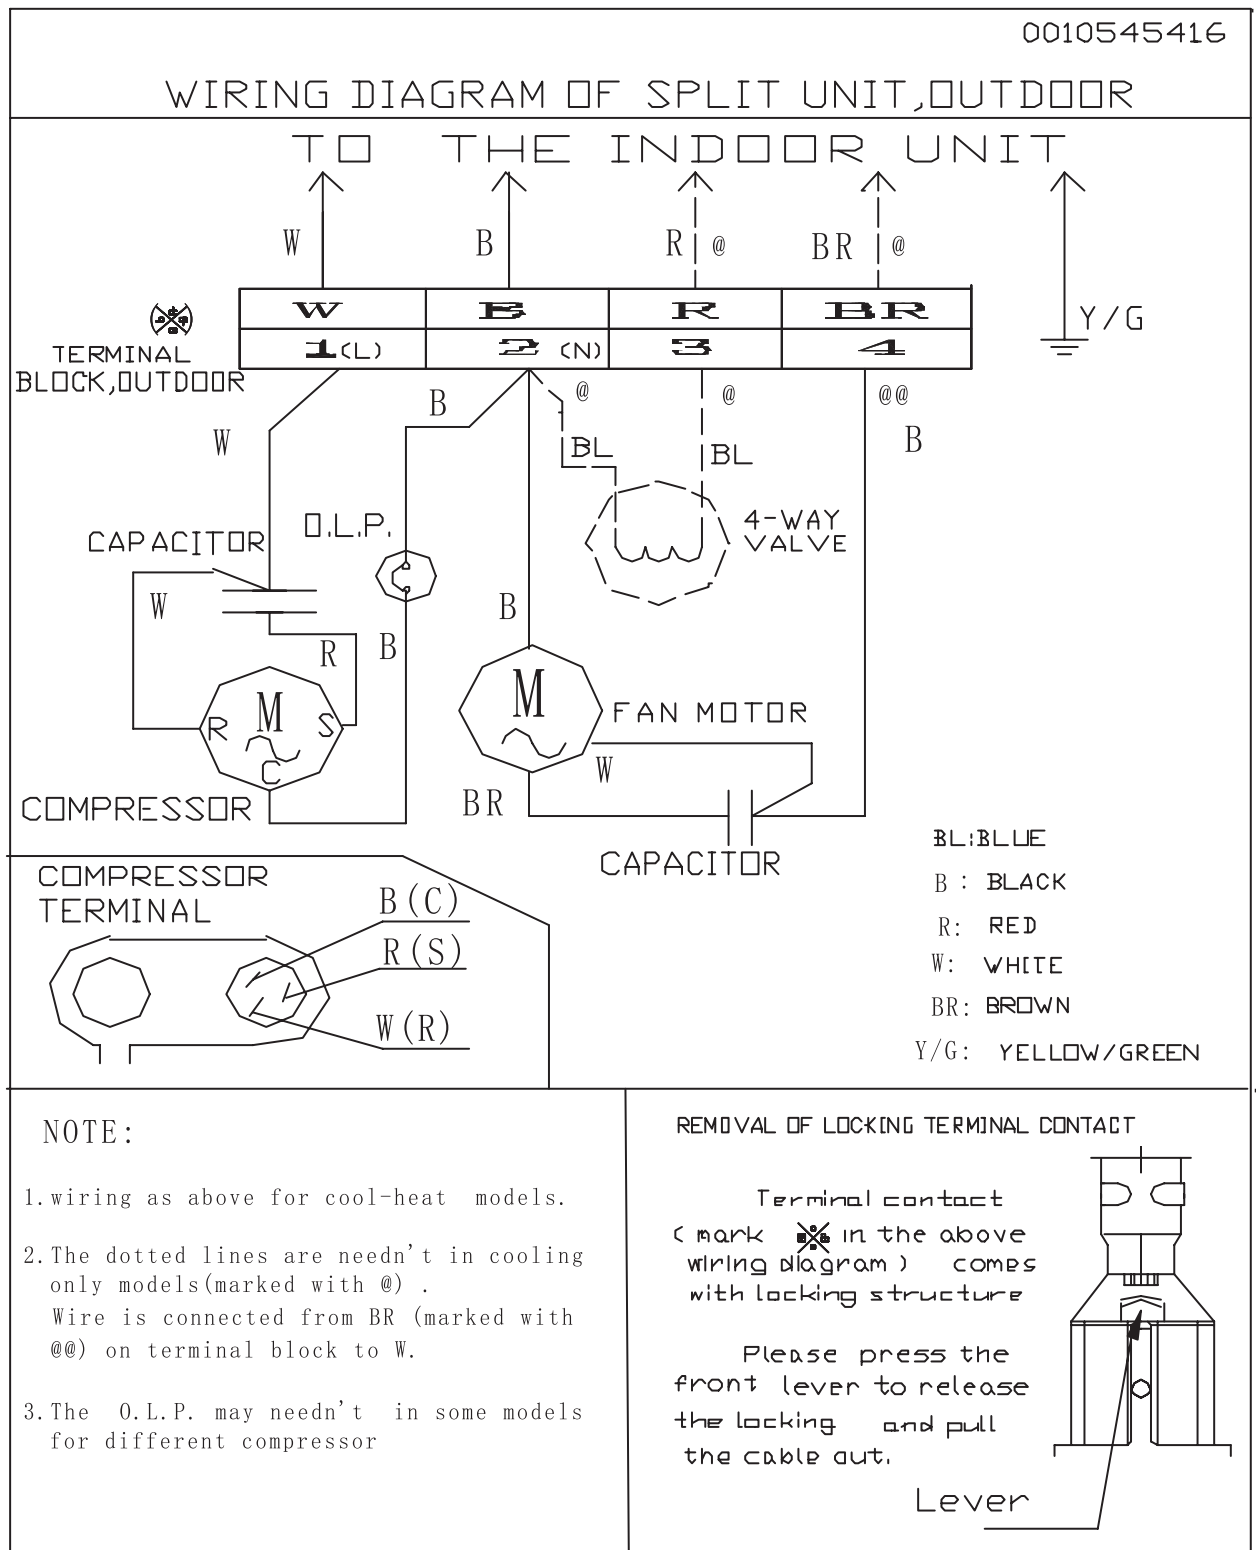 0010545416
WIRING DIAGRAM OF SPLIT UNIT,OUTDOOR
TO THE INDOOR UNIT
W
B
R @
BR @
Y/G
W B R BR
1(L) 2 (N) 3 4
TERMINAL
BLOCK,OUTDOOR
W
B
@
@
@@
B
BL
BL
CAPACITOR
O.L.P.
4-WAY
VALVE
W
R
B
B
M
R
S
C
M
FAN MOTOR
W
BR
COMPRESSOR
CAPACITOR
COMPRESSOR
TERMINAL
B(C)
R(S)
W(R)
BL:BLUE
B : BLACK
R: RED
W: WHITE
BR: BROWN
Y/G: YELLOW/GREEN
NOTE:
1.wiring as above for cool-heat models.
2.The dotted lines are needn't in cooling
only models(marked with @) .
Wire is connected from BR (marked with
@@) on terminal block to W.
3.The O.L.P. may needn't in some models
for different compressor
REMOVAL OF LOCKING TERMINAL CONTACT
Terminal contact
( mark in the above
wiring diagram ) comes
with locking structure
Please press the
front lever to release
the locking and pull
the cable out.
Lever